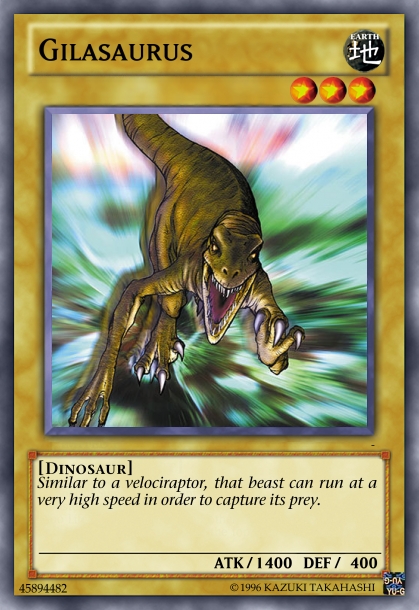 GILASAURUS
EARTH
地
[DINOSAUR]
Similar to a velociraptor, that beast can run at a
very high speed in order to capture its prey.
ATK / 1400 DEF / 400
45894482
©1996 KAZUKI TAKAHASHI